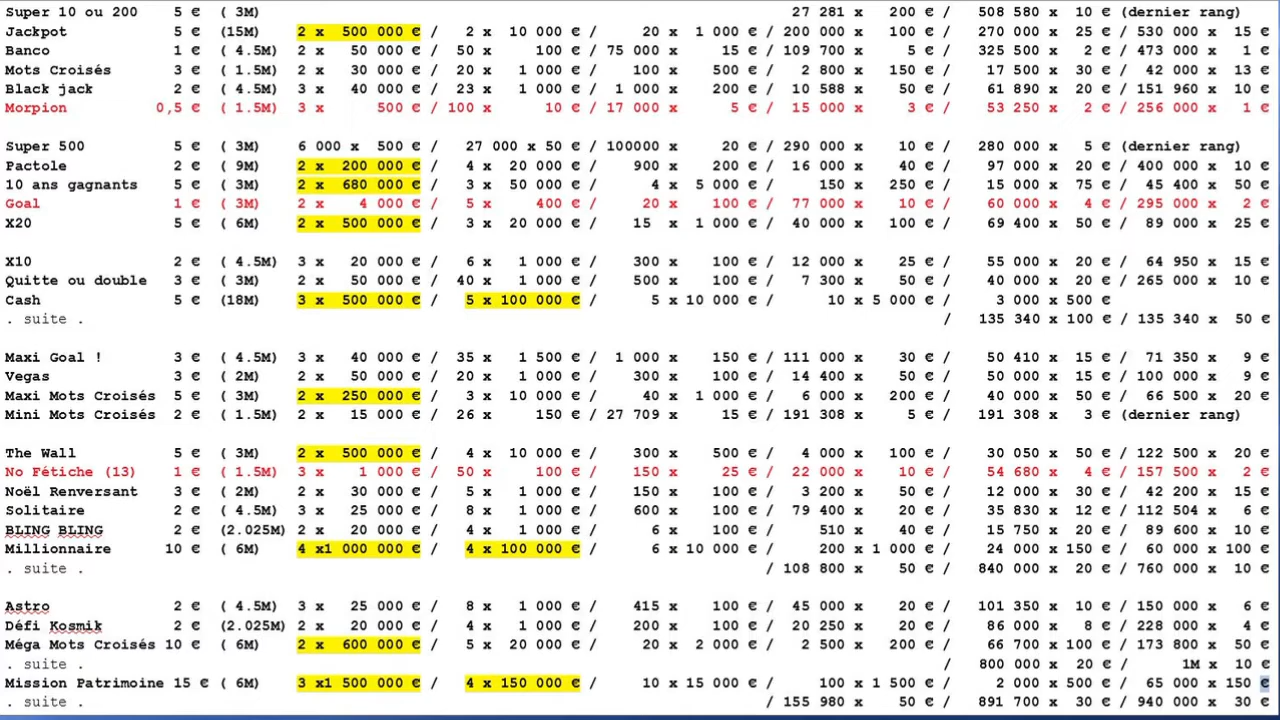 Super 10 ou 200 5 € ( 3M) 27 281 x 200 € / 508 580 x 10 € (dernier rang)
Jackpot 5 € (15M) 2 x 500 000 € / 2 x 10 000 € / 20 x 1 000 € / 200 000 x 100 € / 270 000 x 25 € / 530 000 x 15 €
Banco 1 € ( 4.5M) 2 x 50 000 € / 50 x 100 € / 75 000 x 15 € / 109 700 x 5 € / 325 500 x 2 € / 473 000 x 1 €
Mots Croisés 3 € ( 1.5M) 2 x 30 000 € / 20 x 1 000 € / 100 x 500 € / 2 800 x 150 € / 17 500 x 30 € / 42 000 x 13 €
Black jack 2 € ( 4.5M) 3 x 40 000 € / 23 x 1 000 € / 1 000 x 200 € / 10 588 x 50 € / 61 890 x 20 € / 151 960 x 10 €
Morpion 0,5 € ( 1.5M) 3 x 500 € / 100 x 10 € / 17 000 x 5 € / 15 000 x 3 € / 53 250 x 2 € / 256 000 x 1 €
Super 500 5 € ( 3M) 6 000 x 500 € / 27 000 x 50 € / 100000 x 20 € / 290 000 x 10 € / 280 000 x 5 € (dernier rang)
Pactole 2 € ( 9M) 2 x 200 000 € / 4 x 20 000 € / 900 x 200 € / 16 000 x 40 € / 97 000 x 20 € / 400 000 x 10 €
10 ans gagnants 5 € ( 3M) 2 x 680 000 € / 3 x 50 000 € / 4 x 5 000 € / 150 x 250 € / 15 000 x 75 € / 45 400 x 50 €
Goal 1 € ( 3M) 2 x 4 000 € / 5 x 400 € / 20 x 100 € / 77 000 x 10 € / 60 000 x 4 € / 295 000 x 2 €
X20 5 € ( 6M) 2 x 500 000 € / 3 x 20 000 € / 15 x 1 000 € / 40 000 x 100 € / 69 400 x 50 € / 89 000 x 25 €
X10 2 € ( 4.5M) 3 x 20 000 € / 6 x 1 000 € / 300 x 100 € / 12 000 x 25 € / 55 000 x 20 € / 64 950 x 15 €
Quitte ou double 3 € ( 3M) 2 x 50 000 € / 40 x 1 000 € / 500 x 100 € / 7 300 x 50 € / 40 000 x 20 € / 265 000 x 10 €
Cash 5 € (18M) 3 x 500 000 € / 5 x 100 000 € / 5 x 10 000 € / 10 x 5 000 € / 3 000 x 500 €
. suite . / 135 340 x 100 € / 135 340 x 50 €
Maxi Goal ! 3 € ( 4.5M) 3 x 40 000 € / 35 x 1 500 € / 1 000 x 150 € / 111 000 x 30 € / 50 410 x 15 € / 71 350 x 9 €
Vegas 3 € ( 2M) 2 x 50 000 € / 20 x 1 000 € / 300 x 100 € / 14 400 x 50 € / 50 000 x 15 € / 100 000 x 9 €
Maxi Mots Croisés 5 € ( 3M) 2 x 250 000 € / 3 x 10 000 € / 40 x 1 000 € / 6 000 x 200 € / 40 000 x 50 € / 66 500 x 20 €
Mini Mots Croisés 2 € ( 1.5M) 2 x 15 000 € / 26 x 150 € / 27 709 x 15 € / 191 308 x 5 € / 191 308 x 3 € (dernier rang)
The Wall 5 € ( 3M) 2 x 500 000 € / 4 x 10 000 € / 300 x 500 € / 4 000 x 100 € / 30 050 x 50 € / 122 500 x 20 €
No Fétiche (13) 1 € ( 1.5M) 3 x 1 000 € / 50 x 100 € / 150 x 25 € / 22 000 x 10 € / 54 680 x 4 € / 157 500 x 2 €
Noël Renversant 3 € ( 2M) 2 x 30 000 € / 5 x 1 000 € / 150 x 100 € / 3 200 x 50 € / 12 000 x 30 € / 42 200 x 15 €
Solitaire 2 € ( 4.5M) 3 x 25 000 € / 8 x 1 000 € / 600 x 100 € / 79 400 x 20 € / 35 830 x 12 € / 112 504 x 6 €
BLING BLING 2 € (2.025M) 2 x 20 000 € / 4 x 1 000 € / 6 x 100 € / 510 x 40 € / 15 750 x 20 € / 89 600 x 10 €
Millionnaire 10 € ( 6M) 4 x1 000 000 € / 4 x 100 000 € / 6 x 10 000 € / 200 x 1 000 € / 24 000 x 150 € / 60 000 x 100 €
. suite . / 108 800 x 50 € / 840 000 x 20 € / 760 000 x 10 €
Astro 2 € ( 4.5M) 3 x 25 000 € / 8 x 1 000 € / 415 x 100 € / 45 000 x 20 € / 101 350 x 10 € / 150 000 x 6 €
Défi Kosmik 2 € (2.025M) 2 x 20 000 € / 4 x 1 000 € / 200 x 100 € / 20 250 x 20 € / 86 000 x 8 € / 228 000 x 4 €
Méga Mots Croisés 10 € ( 6M) 2 x 600 000 € / 5 x 20 000 € / 20 x 2 000 € / 2 500 x 200 € / 66 700 x 100 € / 173 800 x 50 €
. suite . / 800 000 x 20 € / 1M x 10 €
Mission Patrimoine 15 € ( 6M) 3 x1 500 000 € / 4 x 150 000 € / 10 x 15 000 € / 100 x 1 500 € / 2 000 x 500 € / 65 000 x 150 €
. suite . / 155 980 x 50 € / 891 700 x 30 € / 940 000 x 30 €